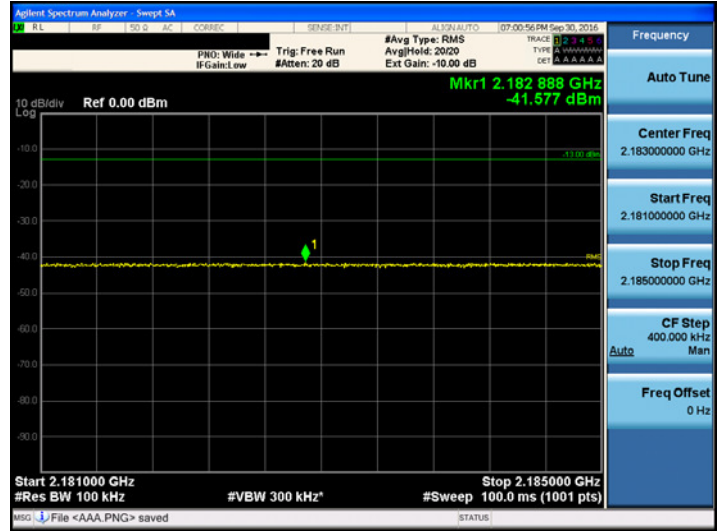 Agilent Spectrum Analyzer - Swept SA
RL RF 50 Ω AC CORREC SENSE:INT ALIGN AUTO 07:00:56 PM Sep 30, 2016
PNO: Wide Trig: Free Run #Avg Type: RMS TRACE 1 2 3 4 5 6
IFGain:Low #Atten: 20 dB Avg|Hold: 20/20 TYPE A WWWWW
Ext Gain: -10.00 dB DET A A A A A A
Mkr1 2.182 888 GHz
-41.577 dBm
10 dB/div Ref 0.00 dBm
Log
-10.0
-13.00 dBm
-20.0
-30.0
1
-40.0
RMS
-50.0
-60.0
-70.0
-80.0
-90.0
Start 2.181000 GHz Stop 2.185000 GHz
#Res BW 100 kHz #VBW 300 kHz* #Sweep 100.0 ms (1001 pts)
MSG File <AAA.PNG> saved STATUS
Frequency
Auto Tune
Center Freq
2.183000000 GHz
Start Freq
2.181000000 GHz
Stop Freq
2.185000000 GHz
CF Step
400.000 kHz
Auto Man
Freq Offset
0 Hz